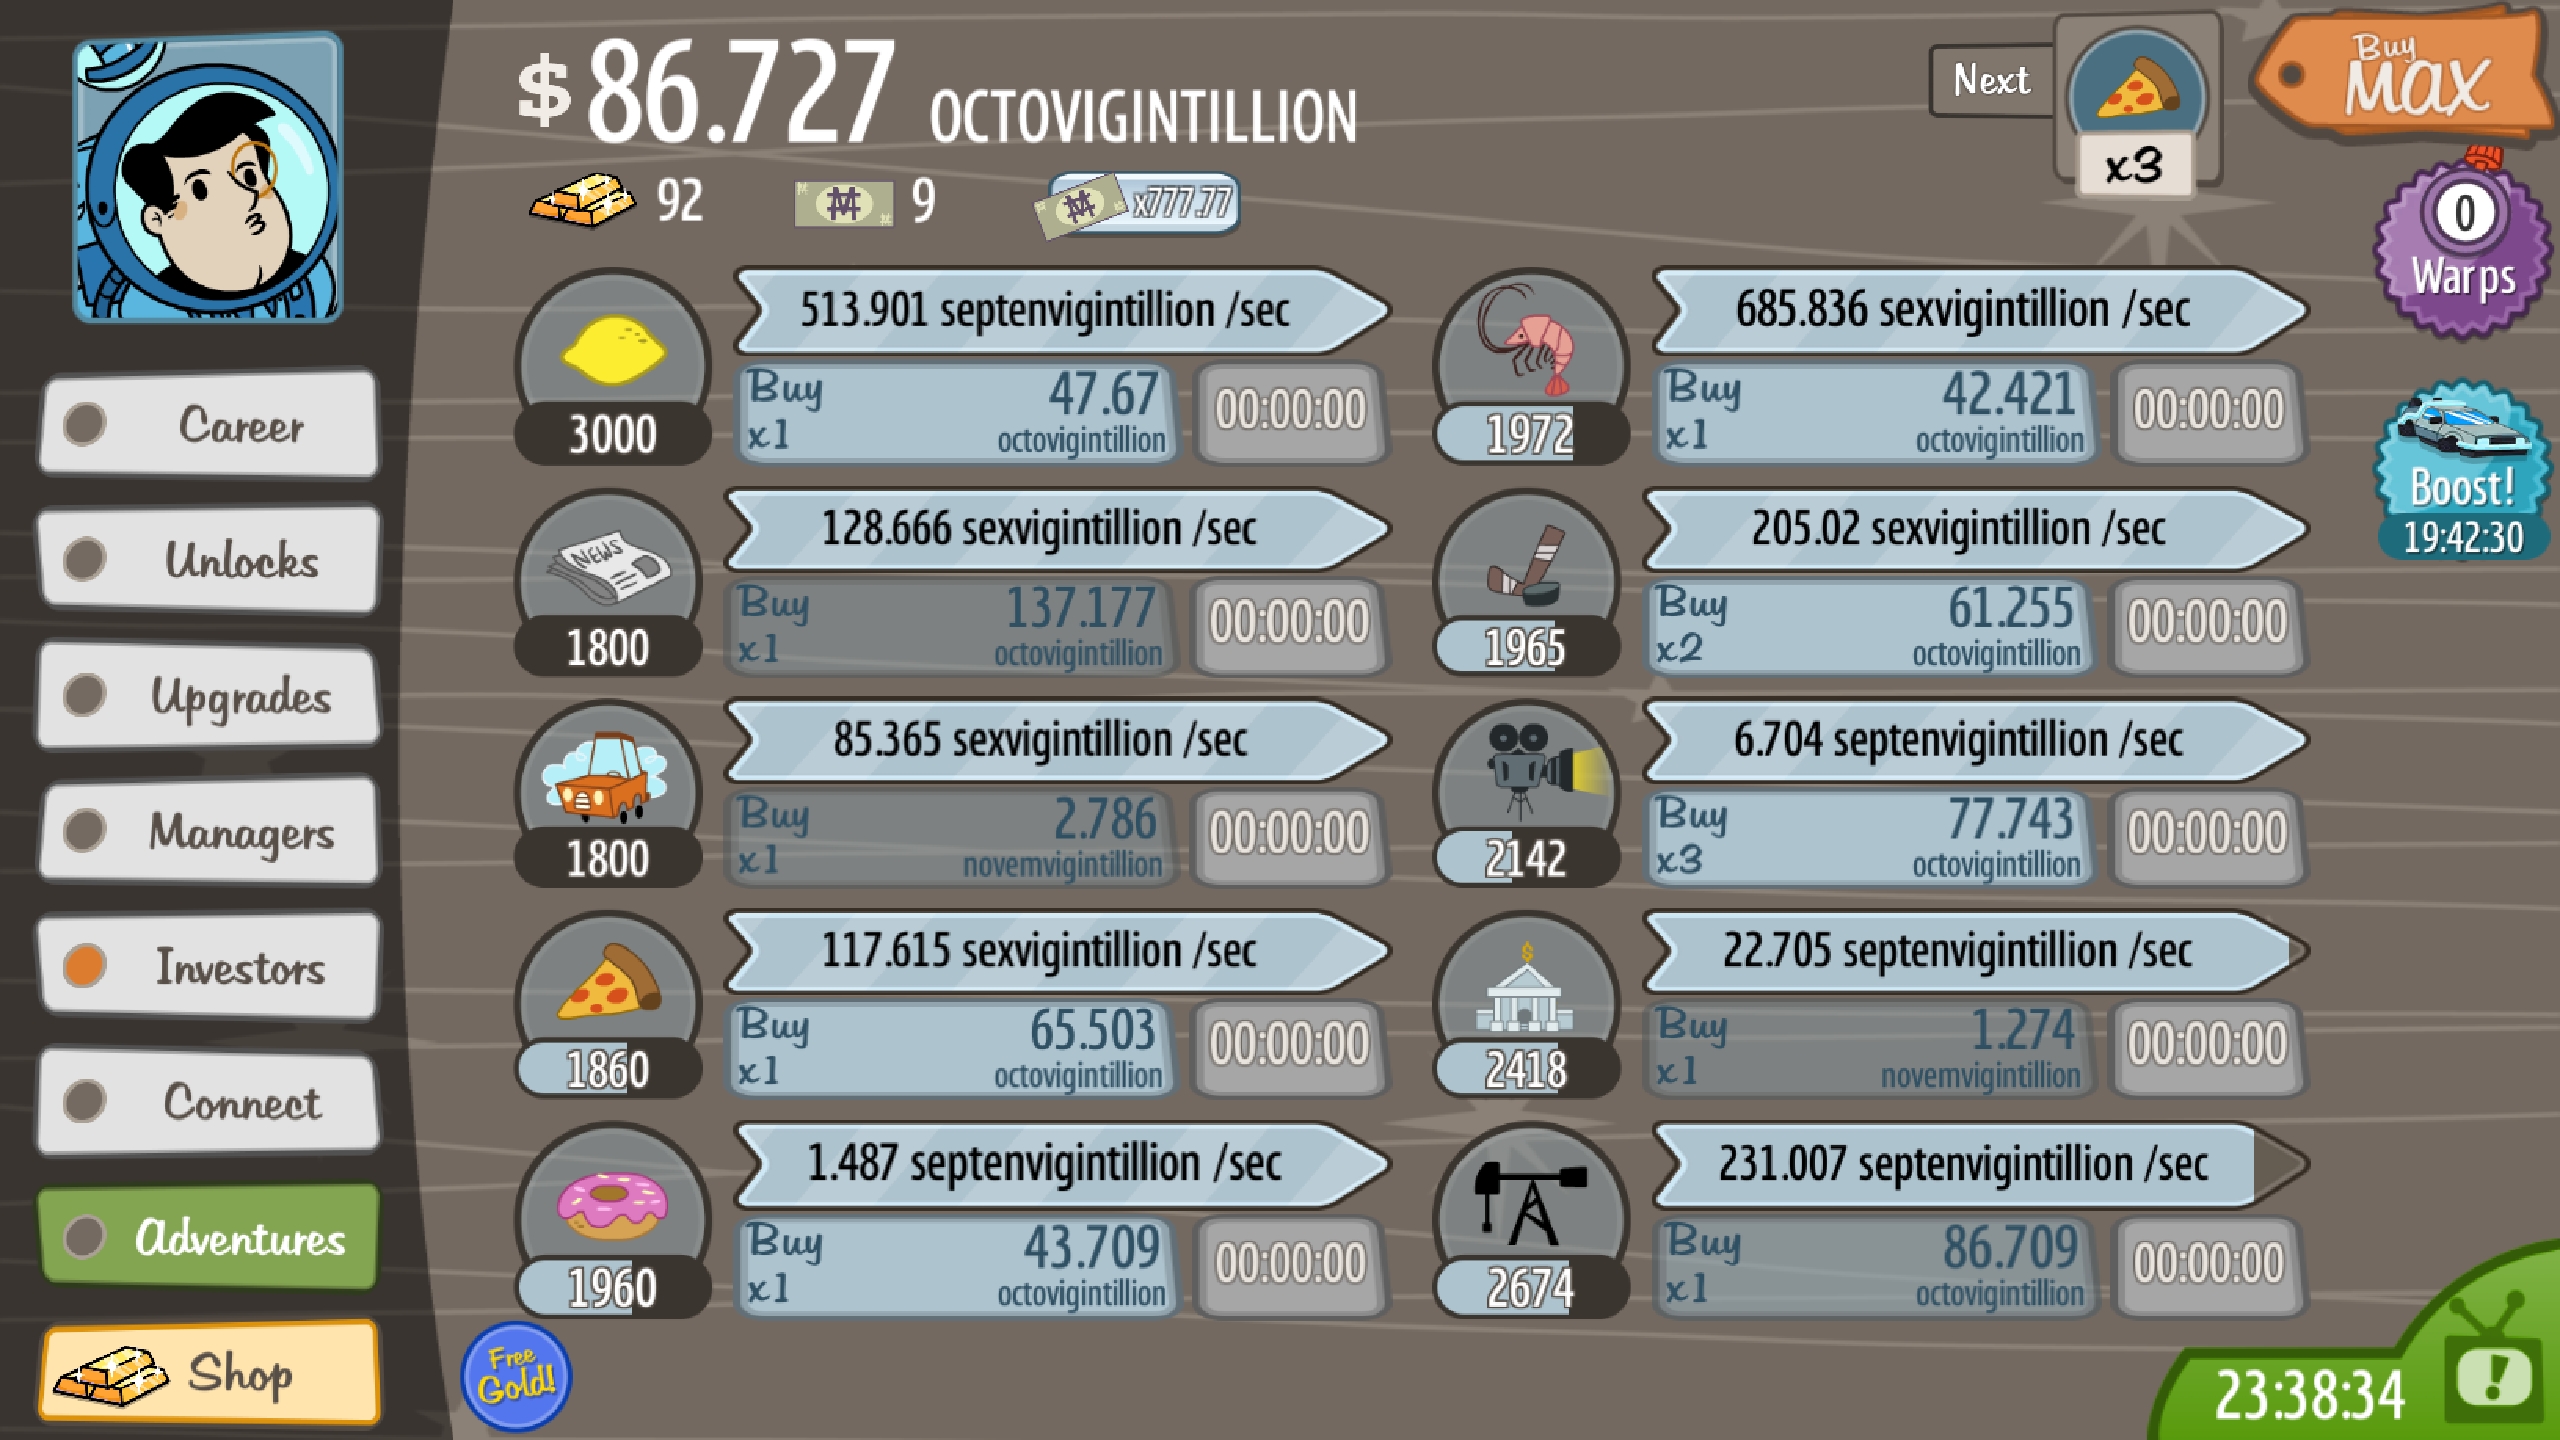 $86.727 OCTOVIGINTILLION
92
9
x777.77
Next
x3
Buy
MAX
0
Warps
Boost!
19:42:30
Career
Unlocks
Upgrades
Managers
Investors
Connect
Adventures
Shop
513.901 septenvigintillion /sec
3000
Buy
x1
47.67
octovigintillion
00:00:00
NEWS
128.666 sexvigintillion /sec
1800
Buy
x1
137.177
octovigintillion
00:00:00
85.365 sexvigintillion /sec
1800
Buy
x1
2.786
novemvigintillion
00:00:00
117.615 sexvigintillion /sec
1860
Buy
x1
65.503
octovigintillion
00:00:00
1.487 septenvigintillion /sec
1960
Buy
x1
43.709
octovigintillion
00:00:00
685.836 sexvigintillion /sec
1972
Buy
x1
42.421
octovigintillion
00:00:00
205.02 sexvigintillion /sec
1965
Buy
x2
61.255
octovigintillion
00:00:00
6.704 septenvigintillion /sec
2142
Buy
x3
77.743
octovigintillion
00:00:00
$
22.705 septenvigintillion /sec
2418
Buy
x1
1.274
novemvigintillion
00:00:00
231.007 septenvigintillion /sec
2674
Buy
x1
86.709
octovigintillion
00:00:00
Free
Gold!
23:38:34
!